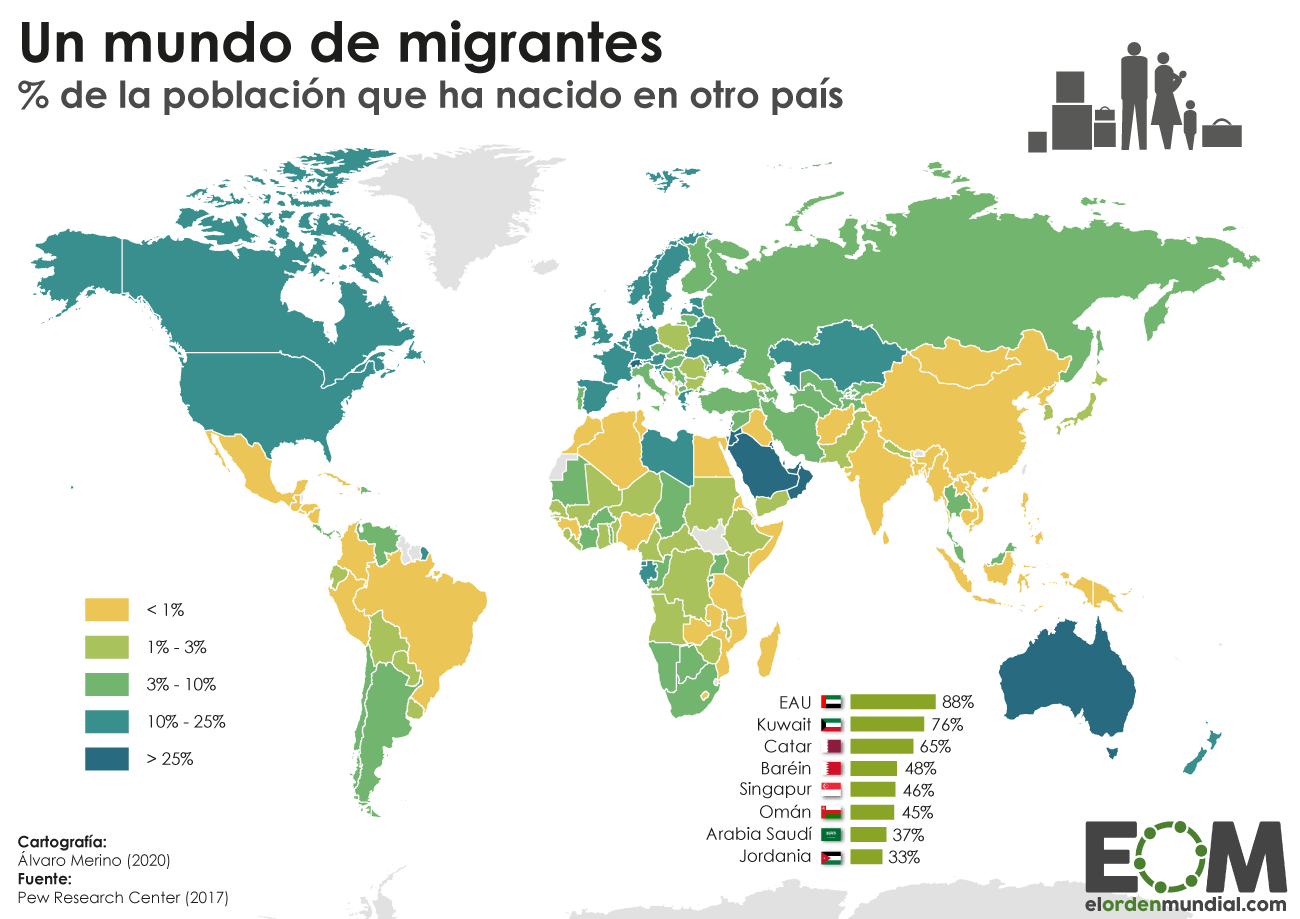 Un mundo de migrantes
% de la población que ha nacido en otro país
< 1%
1% - 3%
3% - 10%
10% - 25%
> 25%
EAU 88%
Kuwait 76%
Catar 65%
Baréin 48%
Singapur 46%
Omán 45%
Arabia Saudí 37%
Jordania 33%
Cartografía:
Álvaro Merino (2020)
Fuente:
Pew Research Center (2017)
EOM
elordenmundial.com